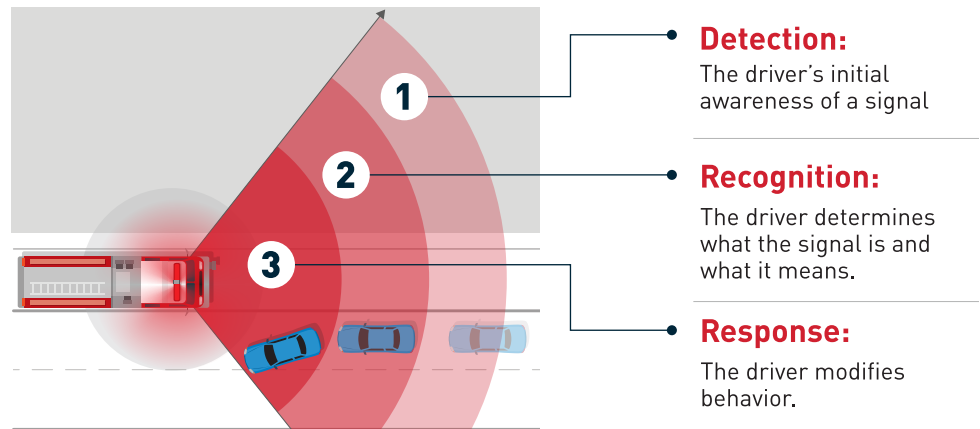 1
Detection:
The driver's initial
awareness of a signal
2
Recognition:
The driver determines
what the signal is and
what it means.
3
Response:
The driver modifies
behavior.